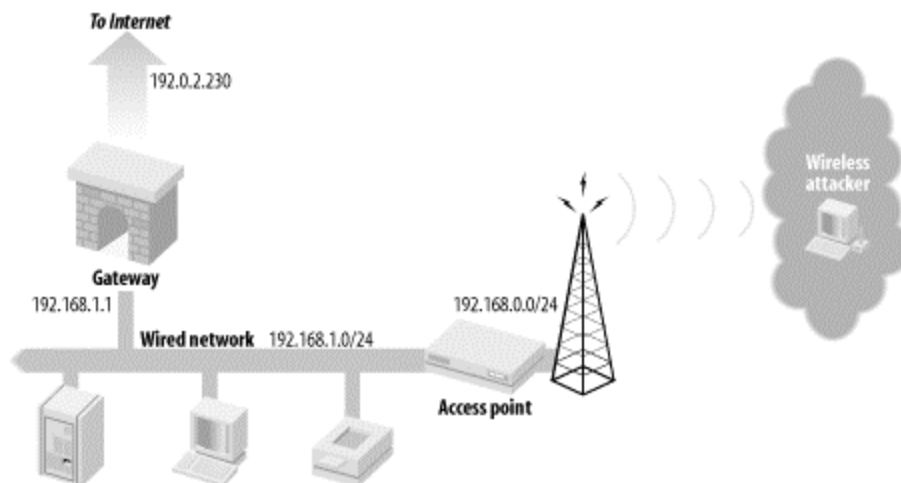 To Internet
192.0.2.230
Wireless
attacker
Gateway
192.168.1.1
192.168.0.0/24
Wired network 192.168.1.0/24
Access point